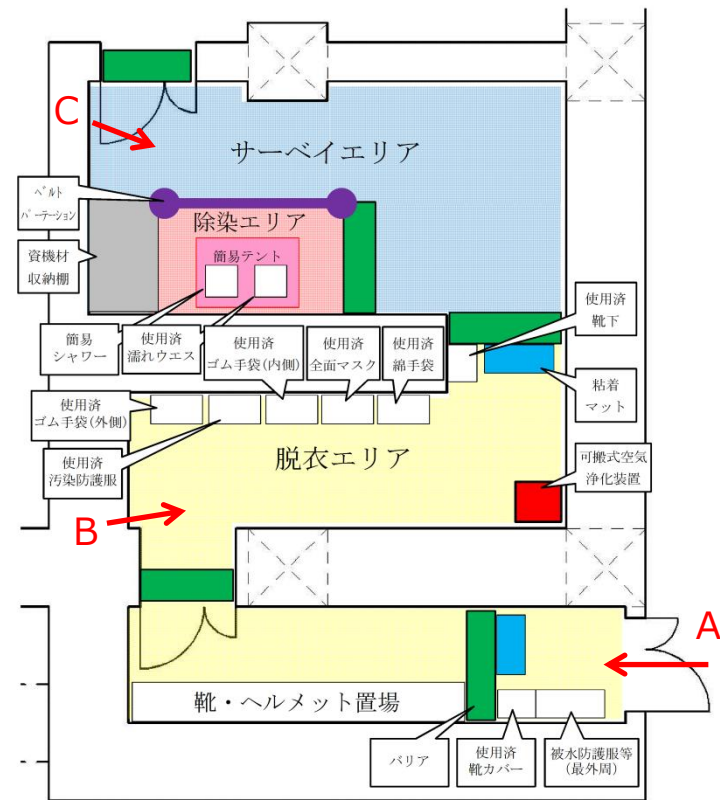 C
サーベイエリア
ベルト
パーテーション
除染エリア
資機材
収納棚
簡易テント
簡易
シャワー
使用済
濡れウエス
使用済
ゴム手袋(内側)
使用済
全面マスク
使用済
綿手袋
使用済
靴下
使用済
ゴム手袋(外側)
粘着
マット
使用済
汚染防護服
脱衣エリア
可搬式空気
浄化装置
B
A
靴・ヘルメット置場
バリア
使用済
靴カバー
被水防護服等
(最外周)